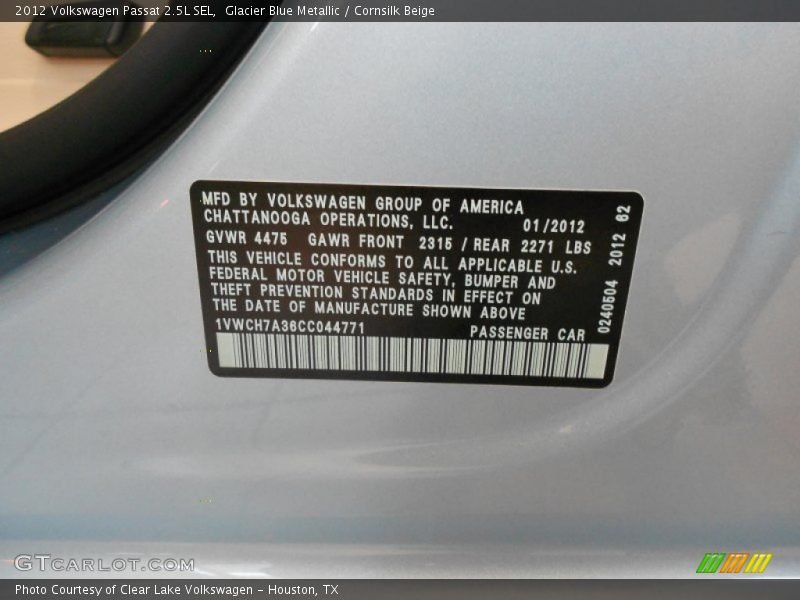 2012 Volkswagen Passat 2.5L SEL,  Glacier Blue Metallic / Cornsilk Beige
MFD BY VOLKSWAGEN GROUP OF AMERICA
CHATTANOOGA OPERATIONS, LLC. 01/2012
GVWR 4475 GAWR FRONT 2315 / REAR 2271 LBS
THIS VEHICLE CONFORMS TO ALL APPLICABLE U.S.
FEDERAL MOTOR VEHICLE SAFETY, BUMPER AND
THEFT PREVENTION STANDARDS IN EFFECT ON
THE DATE OF MANUFACTURE SHOWN ABOVE
1VWCH7A36CC044771 PASSENGER CAR
0240504 2012 02
GTCARLOT.COM
Photo Courtesy of Clear Lake Volkswagen - Houston, TX